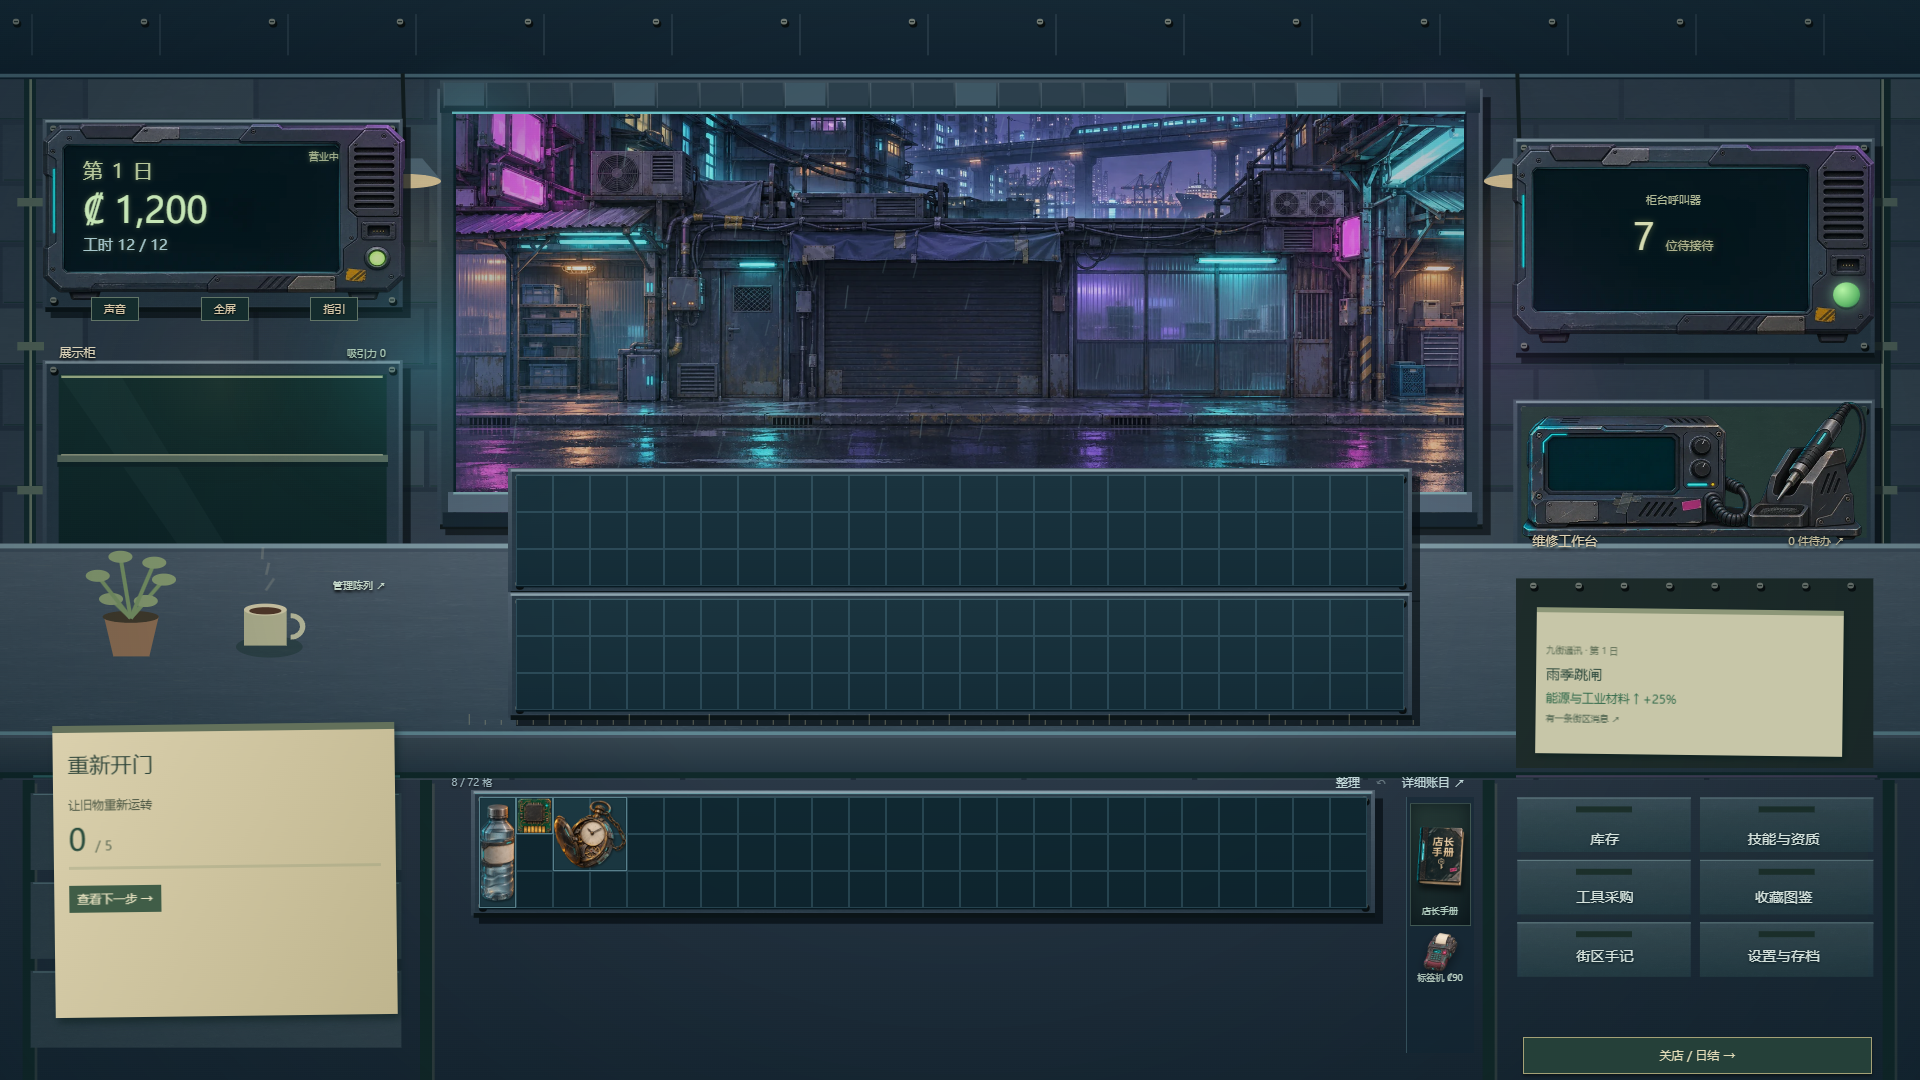 第 1 日
营业中
₡ 1,200
工时 12 / 12
声音
全屏
指引
展示柜
吸引力 0
管理陈列 ↗
柜台呼叫器
7 位待接待
维修工作台
0 件待办 ↗
九街通讯 · 第 1 日
雨季跳闸
能源与工业材料 ↑ +25%
有一条街区消息 ↗
重新开门
让旧物重新运转
0 / 5
查看下一步 →
8 / 72 格
整理
详细账目 ↗
店长
手册
店长手册
标签机 ₡90
库存
技能与资质
工具采购
收藏图鉴
街区手记
设置与存档
关店 / 日结 →